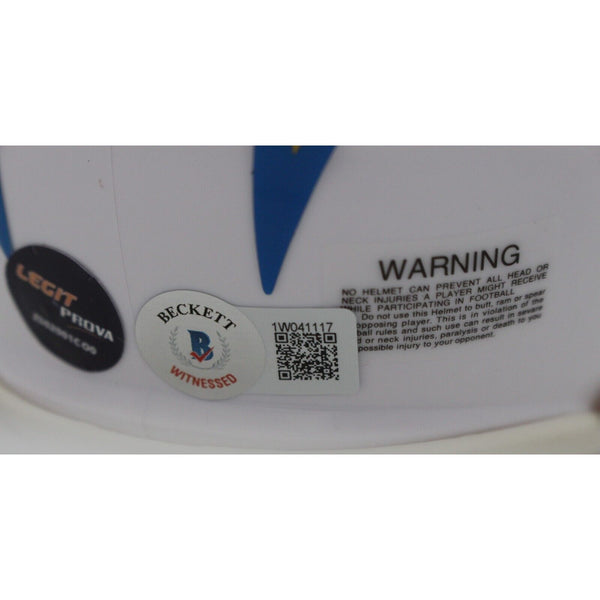 LEGIT
PROVA
BECKETT
B
WITNESSED
1W041117
WARNING
NO HELMET CAN PREVENT ALL HEAD OR
NECK INJURIES A PLAYER MIGHT RECEIVE
WHILE PARTICIPATING IN FOOTBALL
Do not use this Helmet to butt, ram or spear
opposing player. This is in violation of the
ball rules and such use can result in severe
or neck injuries, paralysis or death to you
possible injury to your opponent.